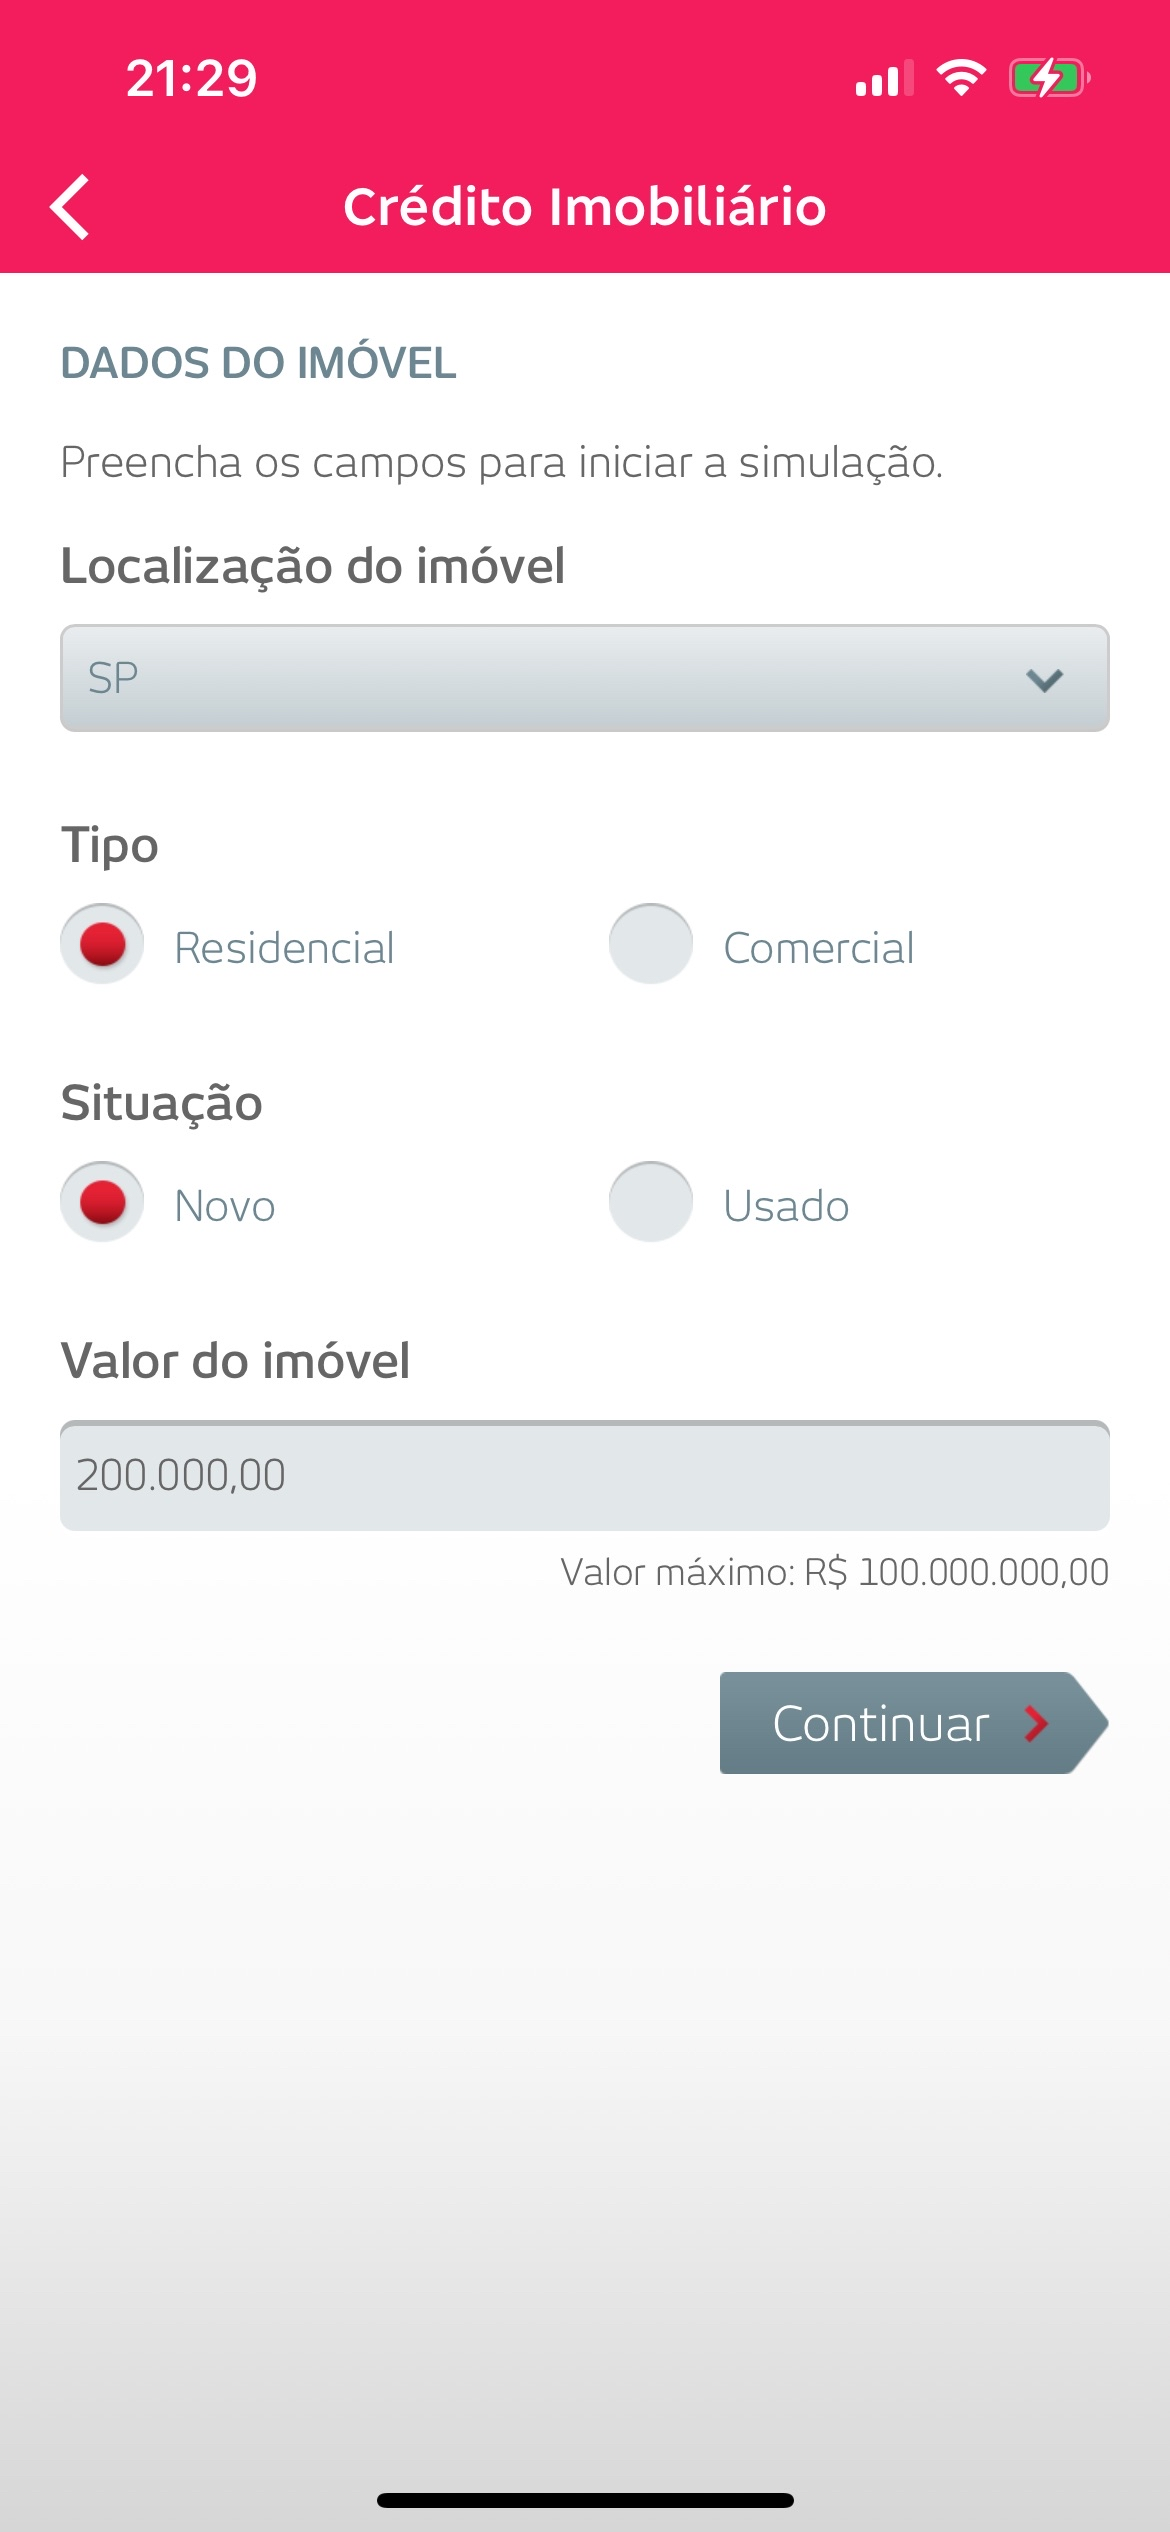 21:29
Crédito Imobiliário
DADOS DO IMÓVEL
Preencha os campos para iniciar a simulação.
Localização do imóvel
SP
Tipo
Residencial
Comercial
Situação
Novo
Usado
Valor do imóvel
200.000,00
Valor máximo: R$ 100.000.000,00
Continuar